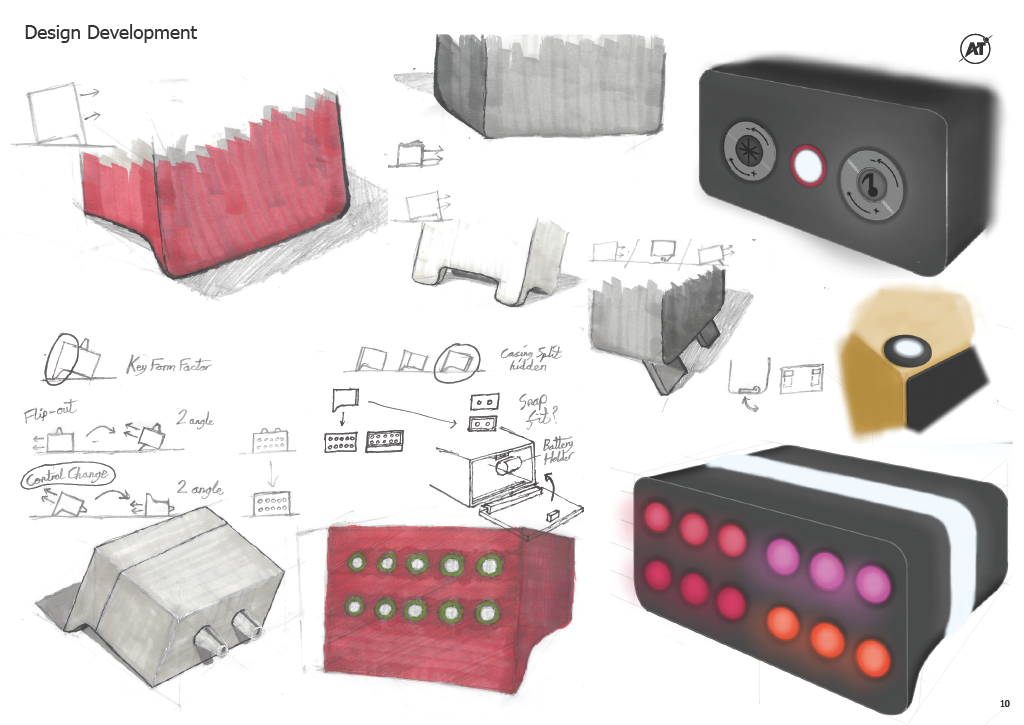 Design Development
AT
Key Form Factor
Casing Split
hidden
Flip-out
2 angle
Snap
fit?
Battery
Holder
Control Change
2 angle
10